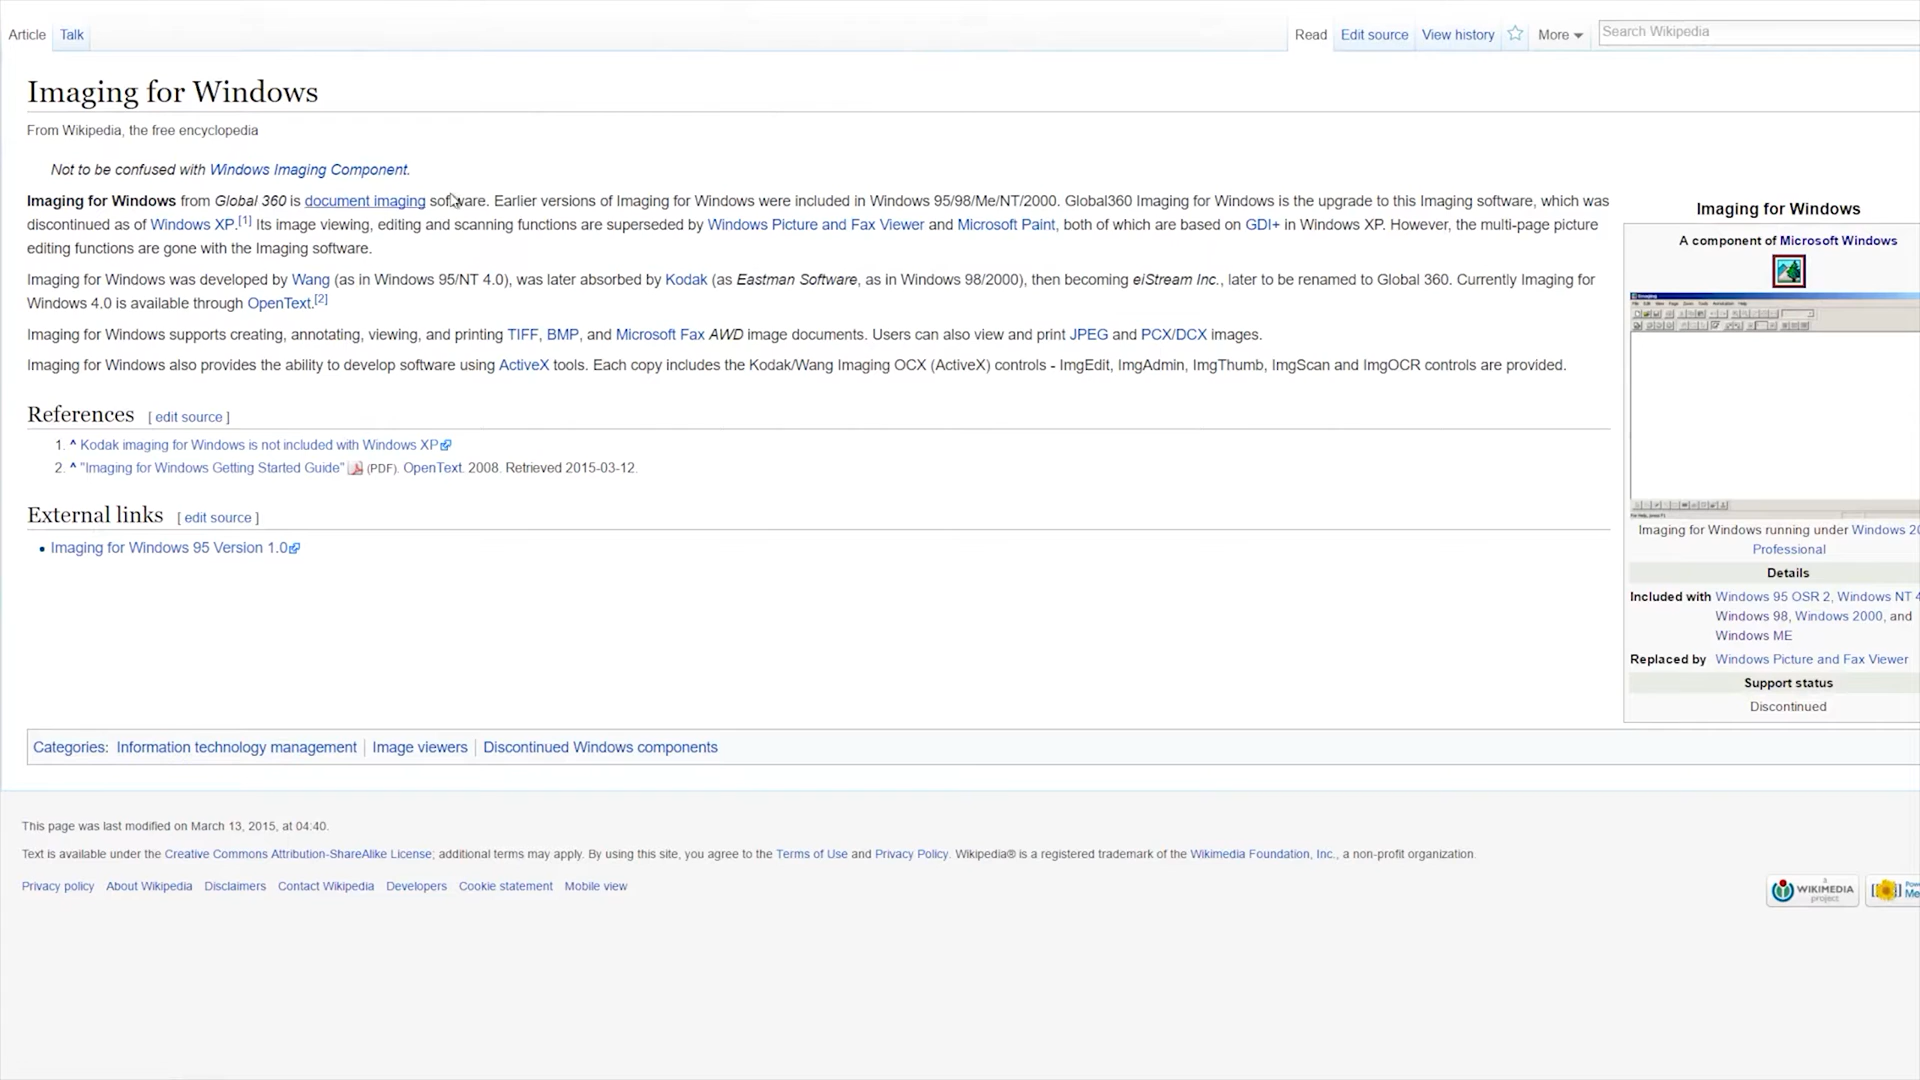 Article Talk Read Edit source View history More Search Wikipedia
Imaging for Windows
From Wikipedia, the free encyclopedia
Not to be confused with Windows Imaging Component.
Imaging for Windows from Global 360 is document imaging software. Earlier versions of Imaging for Windows were included in Windows 95/98/Me/NT/2000. Global360 Imaging for Windows is the upgrade to this Imaging software, which was
discontinued as of Windows XP.[1] Its image viewing, editing and scanning functions are superseded by Windows Picture and Fax Viewer and Microsoft Paint, both of which are based on GDI+ in Windows XP. However, the multi-page picture
editing functions are gone with the Imaging software.
Imaging for Windows was developed by Wang (as in Windows 95/NT 4.0), was later absorbed by Kodak (as Eastman Software, as in Windows 98/2000), then becoming eiStream Inc., later to be renamed to Global 360. Currently Imaging for
Windows 4.0 is available through OpenText.[2]
Imaging for Windows supports creating, annotating, viewing, and printing TIFF, BMP, and Microsoft Fax AWD image documents. Users can also view and print JPEG and PCX/DCX images.
Imaging for Windows also provides the ability to develop software using ActiveX tools. Each copy includes the Kodak/Wang Imaging OCX (ActiveX) controls - ImgEdit, ImgAdmin, ImgThumb, ImgScan and ImgOCR controls are provided.
References [ edit source ]
1. ^ Kodak imaging for Windows is not included with Windows XP
2. ^ "Imaging for Windows Getting Started Guide" (PDF). OpenText. 2008. Retrieved 2015-03-12.
External links [ edit source ]
• Imaging for Windows 95 Version 1.0
Imaging for Windows
A component of Microsoft Windows
Imaging for Windows running under Windows 20
Professional
Details
Included with Windows 95 OSR 2, Windows NT 4
Windows 98, Windows 2000, and
Windows ME
Replaced by Windows Picture and Fax Viewer
Support status
Discontinued
Categories: Information technology management | Image viewers | Discontinued Windows components
This page was last modified on March 13, 2015, at 04:40.
Text is available under the Creative Commons Attribution-ShareAlike License; additional terms may apply. By using this site, you agree to the Terms of Use and Privacy Policy. Wikipedia® is a registered trademark of the Wikimedia Foundation, Inc., a non-profit organization.
Privacy policy About Wikipedia Disclaimers Contact Wikipedia Developers Cookie statement Mobile view
A WIKIMEDIA project
Pow
Me